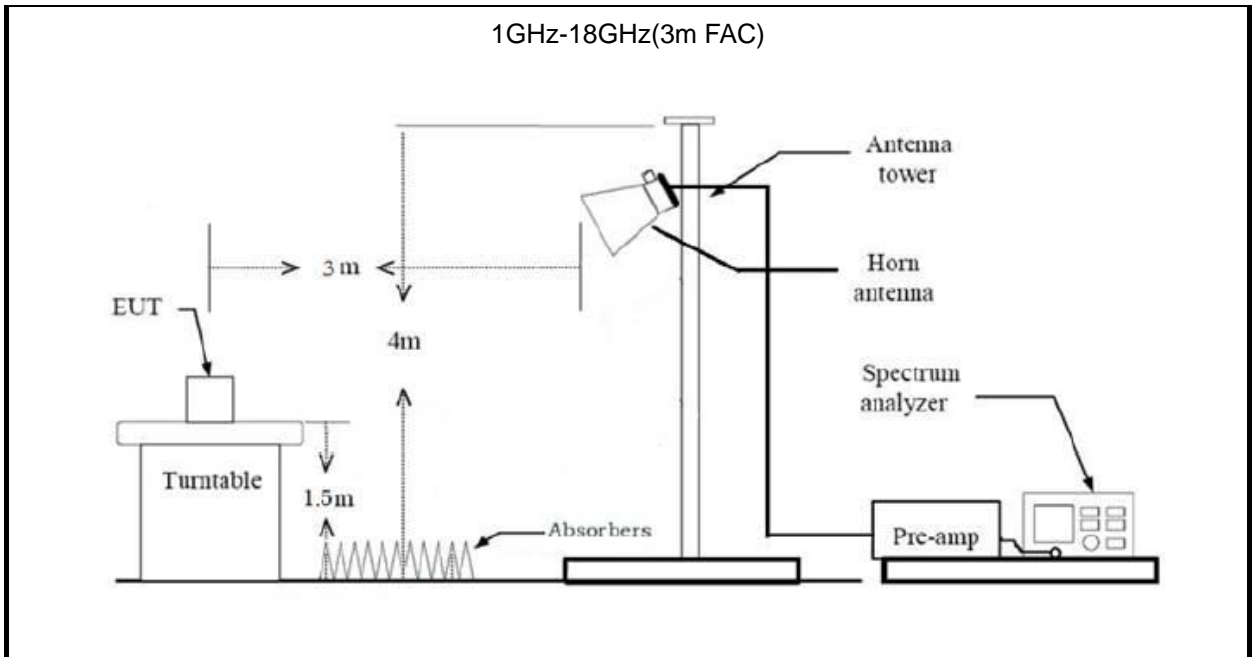 1GHz-18GHz(3m FAC)
Antenna
tower
3 m
Horn
antenna
EUT
4m
Spectrum
analyzer
Turntable
1.5m
Absorbers
Pre-amp